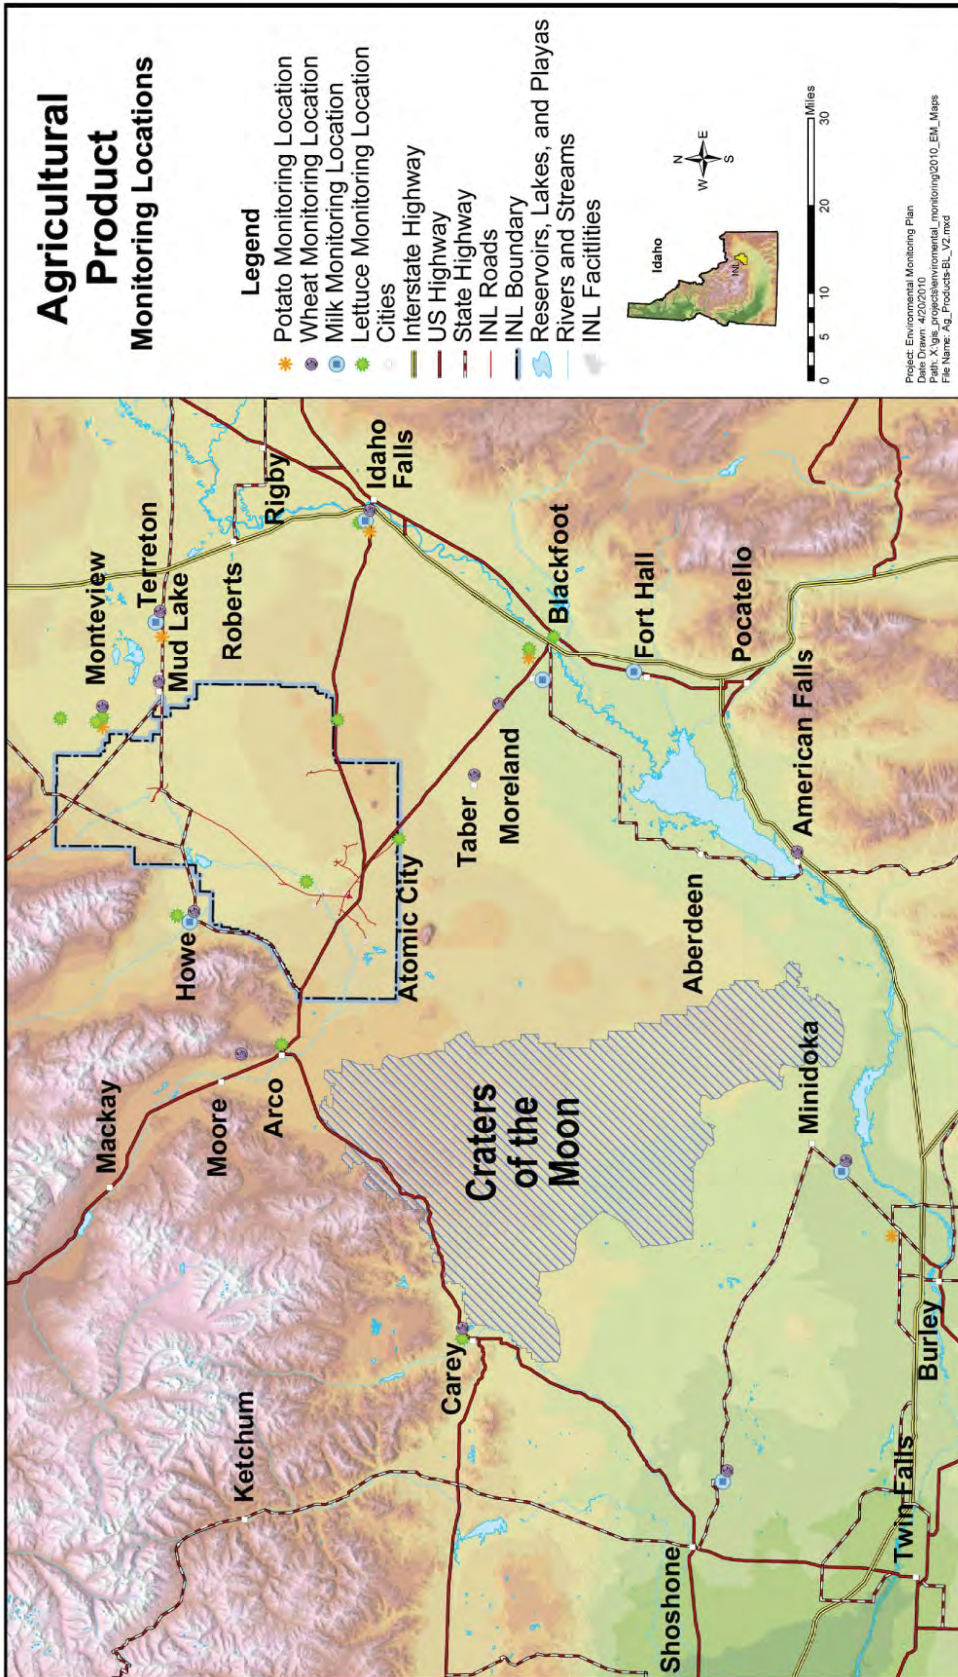 Agricultural
Product
Monitoring Locations
Legend
Potato Monitoring Location
Wheat Monitoring Location
Milk Monitoring Location
Lettuce Monitoring Location
Cities
Interstate Highway
US Highway
State Highway
INL Roads
INL Boundary
Reservoirs, Lakes, and Playas
Rivers and Streams
INL Facilities
Idaho
INL
N
W
E
S
0
5
10
20
30
Miles
Project: Environmental Monitoring Plan
Date Drawn: 4/20/2010
Path: X:\gis_projects\enviromental_monitoring\2010_EM_Maps
File Name: Ag_Products-BL_V2.mxd
Monteview
Terreton
Mud Lake
Roberts
Rigby
Idaho
Falls
Mackay
Howe
Moore
Arco
Atomic City
Ketchum
Carey
Craters
of the
Moon
Taber
Moreland
Blackfoot
Fort Hall
Pocatello
American Falls
Aberdeen
Minidoka
Shoshone
Burley
Twin Falls